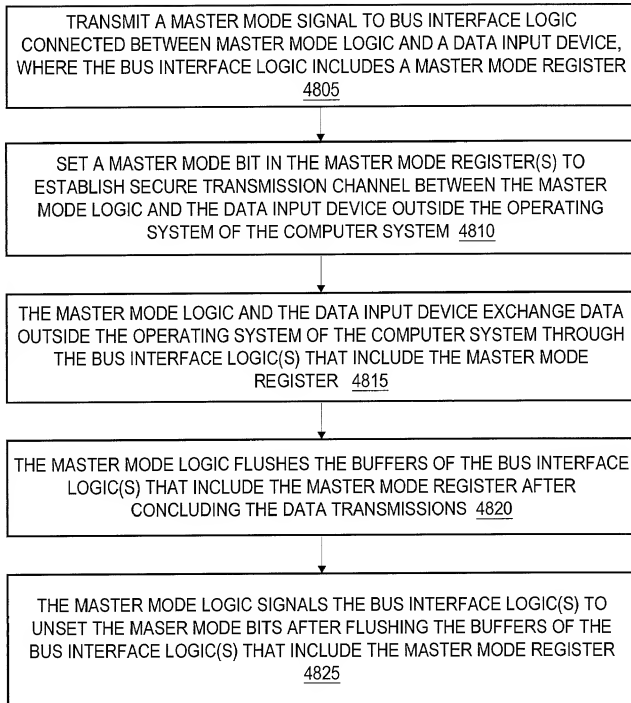 TRANSMIT A MASTER MODE SIGNAL TO BUS INTERFACE LOGIC
CONNECTED BETWEEN MASTER MODE LOGIC AND A DATA INPUT DEVICE,
WHERE THE BUS INTERFACE LOGIC INCLUDES A MASTER MODE REGISTER
4805
SET A MASTER MODE BIT IN THE MASTER MODE REGISTER(S) TO
ESTABLISH SECURE TRANSMISSION CHANNEL BETWEEN THE MASTER
MODE LOGIC AND THE DATA INPUT DEVICE OUTSIDE THE OPERATING
SYSTEM OF THE COMPUTER SYSTEM 4810
THE MASTER MODE LOGIC AND THE DATA INPUT DEVICE EXCHANGE DATA
OUTSIDE THE OPERATING SYSTEM OF THE COMPUTER SYSTEM THROUGH
THE BUS INTERFACE LOGIC(S) THAT INCLUDE THE MASTER MODE
REGISTER 4815
THE MASTER MODE LOGIC FLUSHES THE BUFFERS OF THE BUS INTERFACE
LOGIC(S) THAT INCLUDE THE MASTER MODE REGISTER AFTER
CONCLUDING THE DATA TRANSMISSIONS 4820
THE MASTER MODE LOGIC SIGNALS THE BUS INTERFACE LOGIC(S) TO
UNSET THE MASER MODE BITS AFTER FLUSHING THE BUFFERS OF THE
BUS INTERFACE LOGIC(S) THAT INCLUDE THE MASTER MODE REGISTER
4825